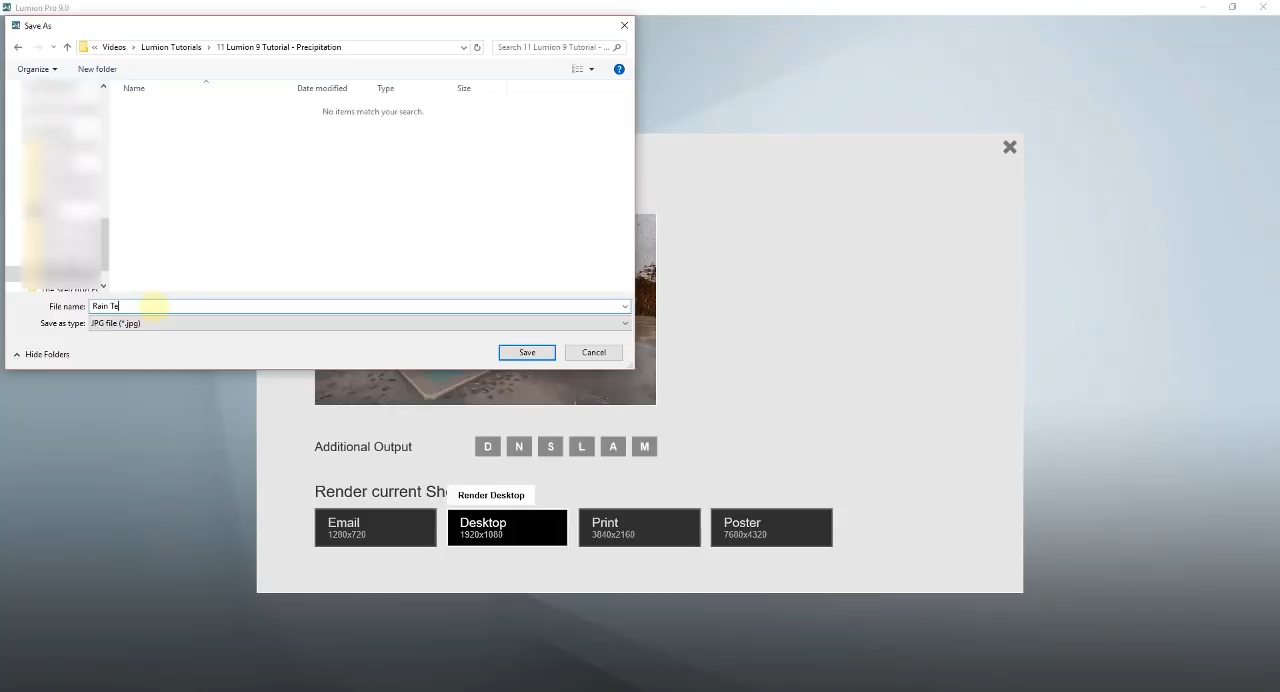 Lumion Pro 9.0
Save As
« Videos › Lumion Tutorials › 11 Lumion 9 Tutorial - Precipitation
Search 11 Lumion 9 Tutorial - ...
Organize
New folder
?
Name
Date modified
Type
Size
No items match your search.
File name:
Rain Te
Save as type:
JPG file (*.jpg)
Hide Folders
Save
Cancel
Additional Output
D N S L A M
Render current Sh
Render Desktop
Email
1280x720
Desktop
1920x1080
Print
3840x2160
Poster
7680x4320